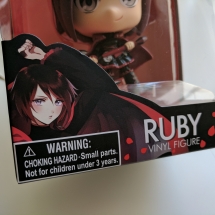 RUBY
VINYL FIGURE
WARNING:
CHOKING HAZARD-Small parts.
Not for children under 3 years.